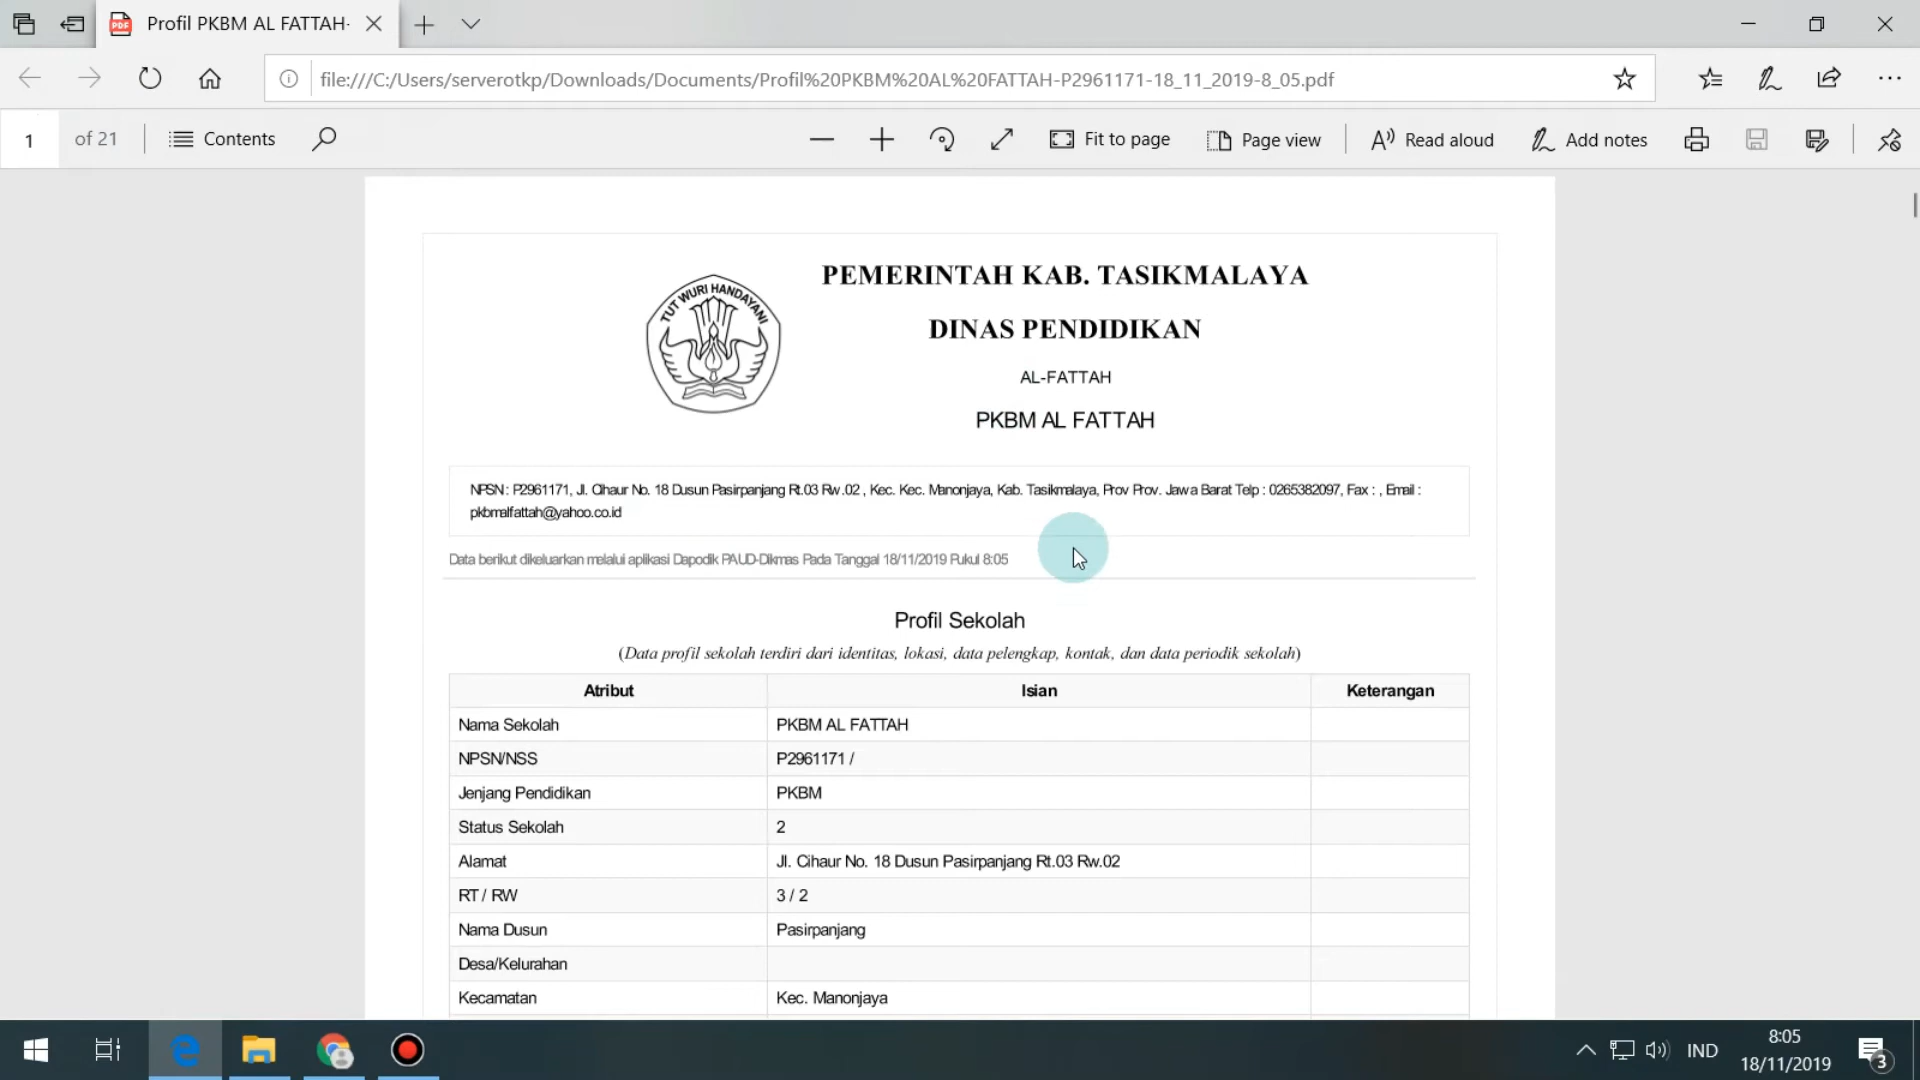 Profil PKBM AL FATTAH-
file:///C:/Users/serverotkp/Downloads/Documents/Profil%20PKBM%20AL%20FATTAH-P2961171-18_11_2019-8_05.pdf
1 of 21 Contents Fit to page Page view Read aloud Add notes
TUT WURI HANDAYANI
PEMERINTAH KAB. TASIKMALAYA
DINAS PENDIDIKAN
AL-FATTAH
PKBM AL FATTAH
NPSN : P2961171, Jl. Cihaur No. 18 Dusun Pasirpanjang Rt.03 Rw.02 , Kec. Kec. Manonjaya, Kab. Tasikmalaya, Prov Prov. Jawa Barat Telp : 0265382097, Fax : , Email :
pkbmalfattah@yahoo.co.id
Data berikut dikeluarkan melalui aplikasi Dapodik PAUD-Dikmas Pada Tanggal 18/11/2019 Pukul 8:05
Profil Sekolah
(Data profil sekolah terdiri dari identitas, lokasi, data pelengkap, kontak, dan data periodik sekolah)
Atribut Isian Keterangan
Nama Sekolah PKBM AL FATTAH
NPSN/NSS P2961171 /
Jenjang Pendidikan PKBM
Status Sekolah 2
Alamat Jl. Cihaur No. 18 Dusun Pasirpanjang Rt.03 Rw.02
RT / RW 3 / 2
Nama Dusun Pasirpanjang
Desa/Kelurahan
Kecamatan Kec. Manonjaya
IND
8:05
18/11/2019
3